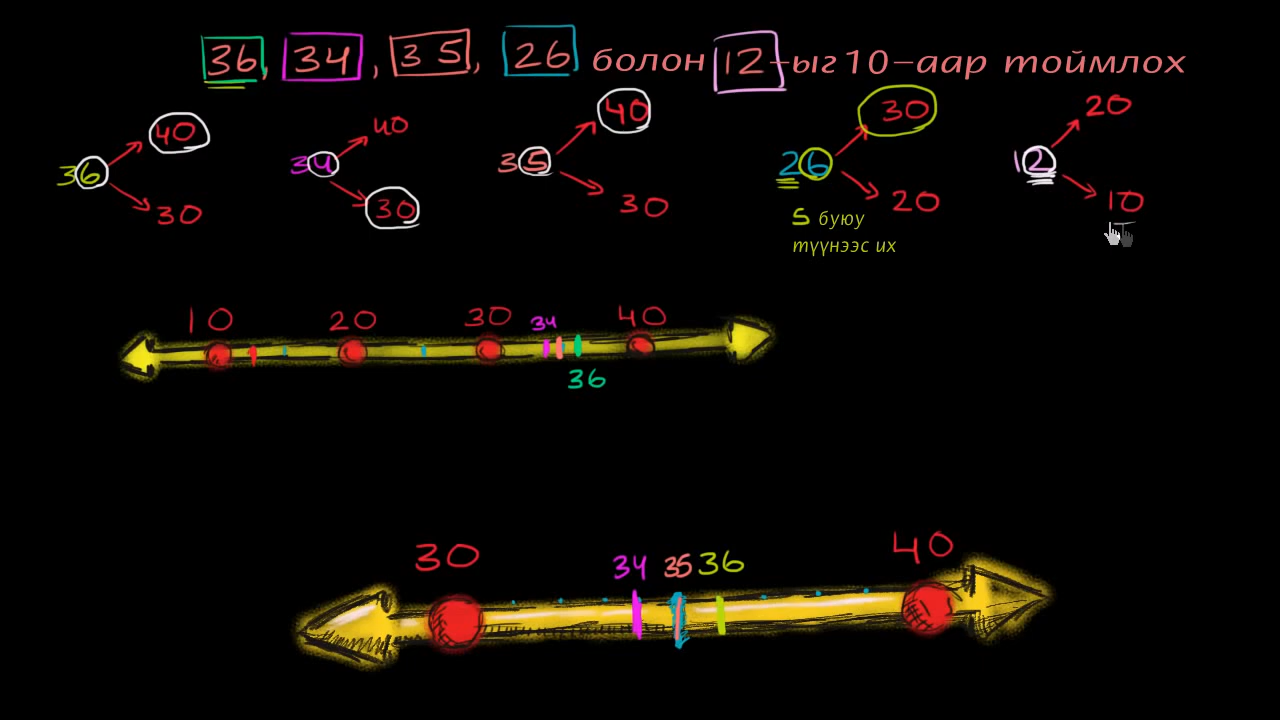 36, 34, 35, 26 болон 12-ыг 10-аар тоймлох
36 40 30
34 40 30
35 40 30
26 30 20
5 буюу
түүнээс их
12 20 10
10 20 30 34 40
36
30 34 35 36 40